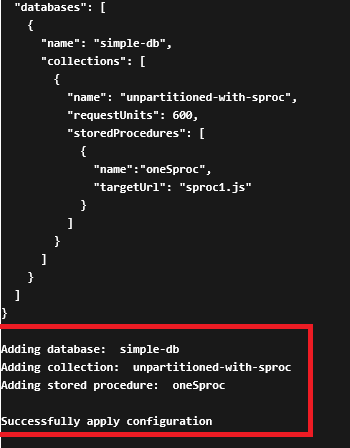 "databases": [
{
"name": "simple-db",
"collections": [
{
"name": "unpartitioned-with-sproc",
"requestUnits": 600,
"storedProcedures": [
{
"name":"oneSproc",
"targetUrl": "sproc1.js"
}
]
}
]
}
]
}
Adding database:  simple-db
Adding collection:  unpartitioned-with-sproc
Adding stored procedure:  oneSproc
Successfully apply configuration